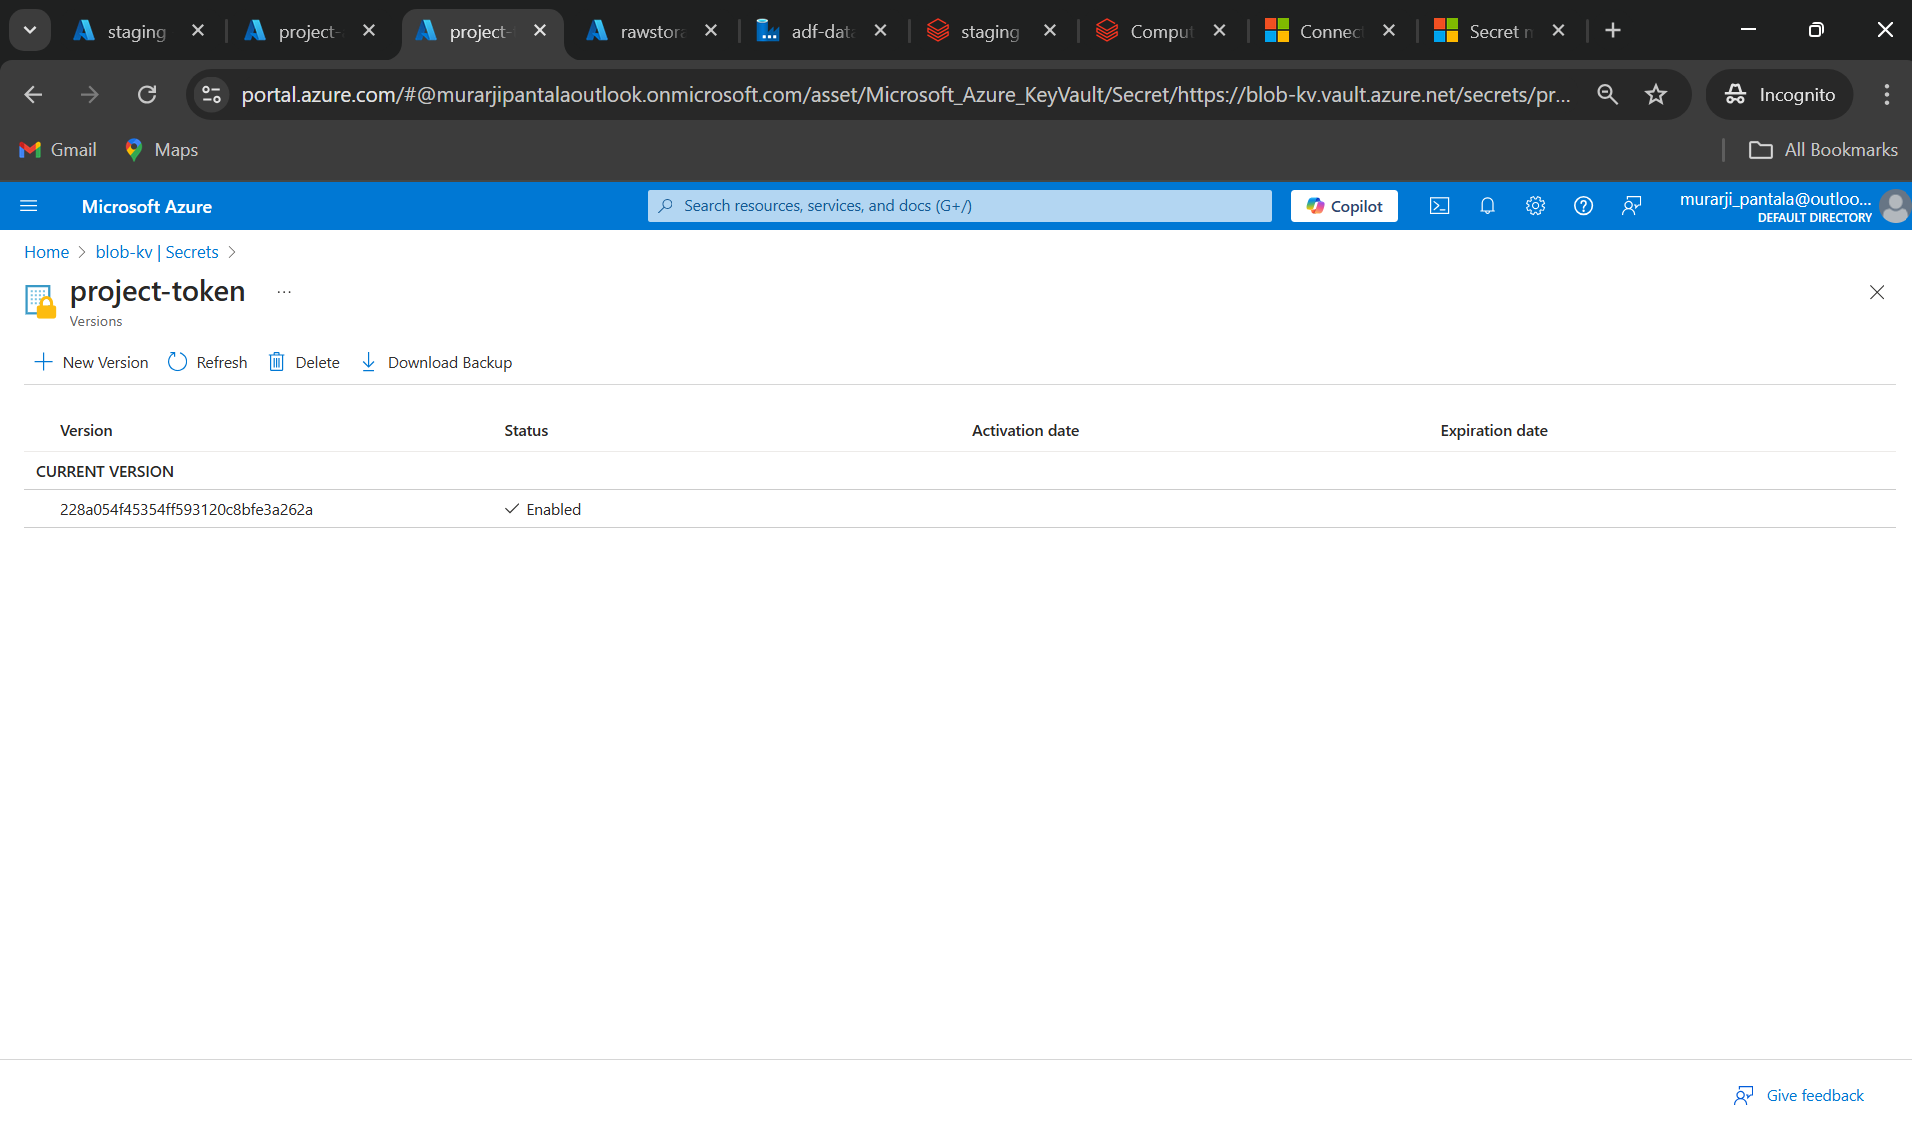 staging
project-
project-
rawstora
adf-data
staging
Comput
Connect
Secret m
portal.azure.com/#@murarjipantalaoutlook.onmicrosoft.com/asset/Microsoft_Azure_KeyVault/Secret/https://blob-kv.vault.azure.net/secrets/pr...
Incognito
Gmail
Maps
All Bookmarks
Microsoft Azure
Search resources, services, and docs (G+/)
Copilot
murarji_pantala@outloo...
DEFAULT DIRECTORY
Home > blob-kv | Secrets >
project-token
...
Versions
New Version
Refresh
Delete
Download Backup
Version Status Activation date Expiration date
CURRENT VERSION
228a054f45354ff593120c8bfe3a262a Enabled
Give feedback